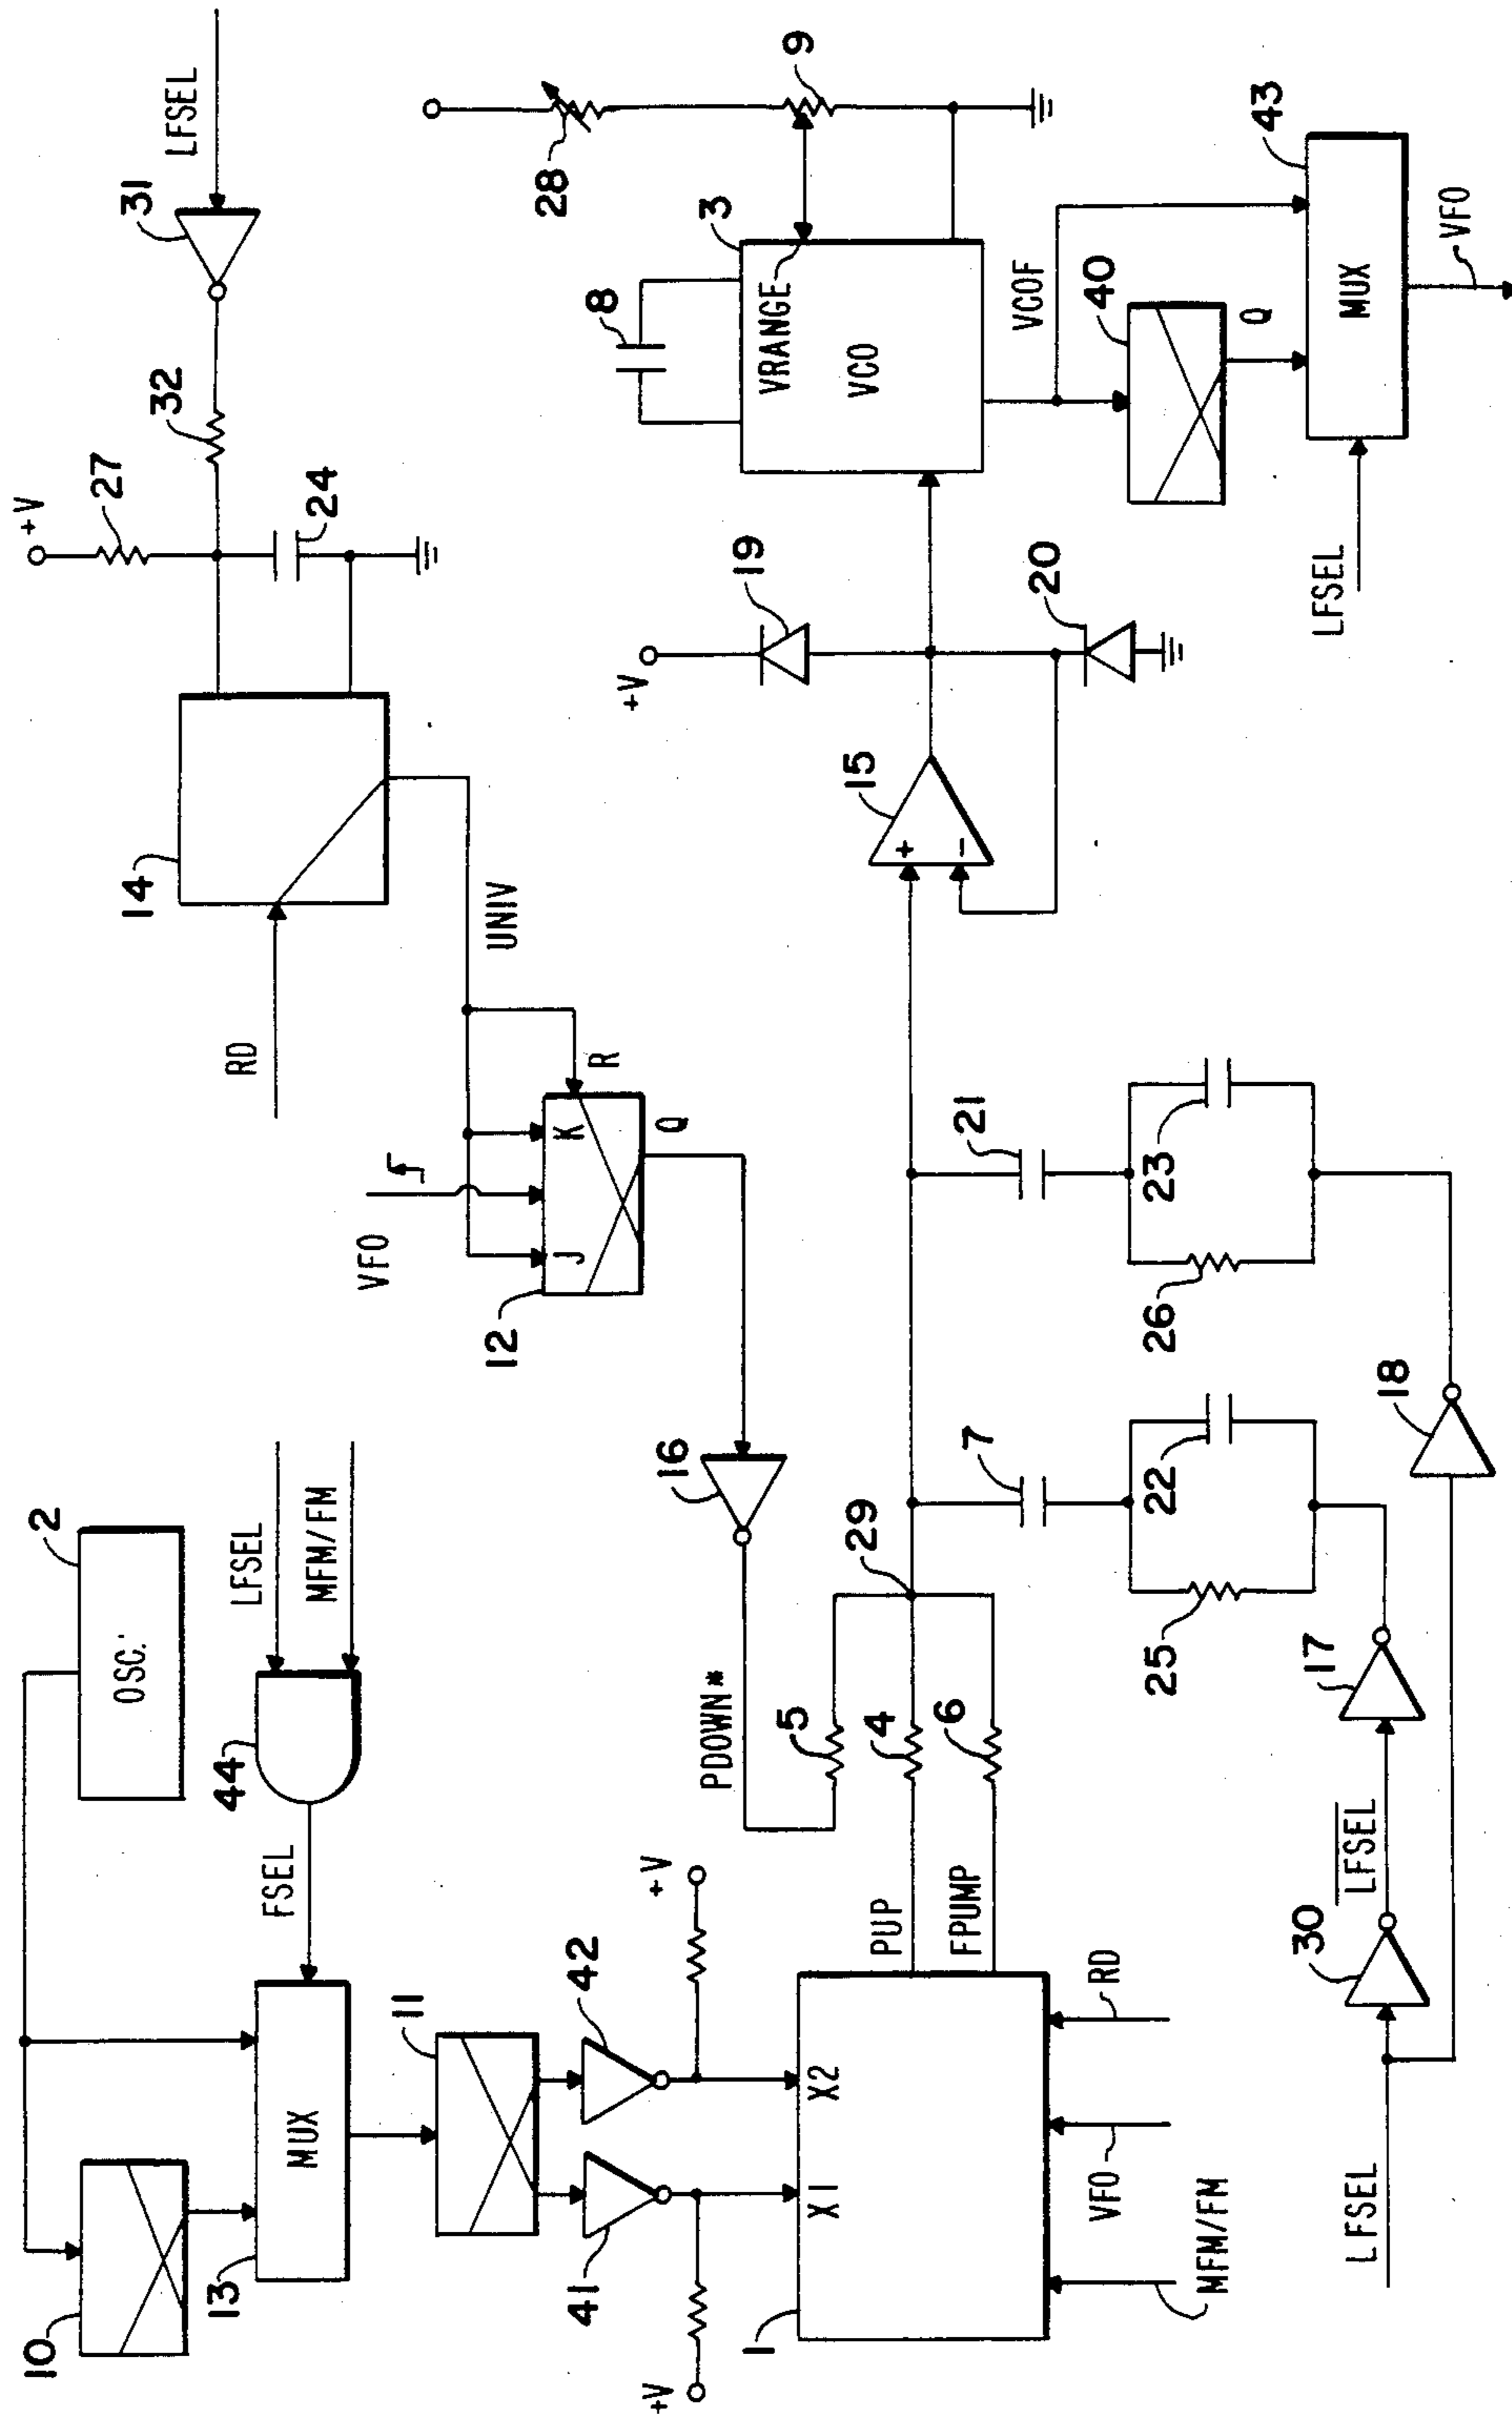 2
OSC.
10
LFSEL
MFM/FM
44
FSEL
13
MUX
11
41
42
+V
+V
X1
X2
1
PUP
FPUMP
MFM/FM
VFO
RD
PDOWN*
5
4
6
29
16
12
VFO
J
K
R
Q
UNIV
RD
14
+V
27
24
32
31
LFSEL
7
21
25
22
26
23
LFSEL
30
LFSEL
17
18
15
+
-
+V
19
20
8
3
VRANGE
VCO
28
9
VCOF
40
Q
LFSEL
MUX
43
VFO